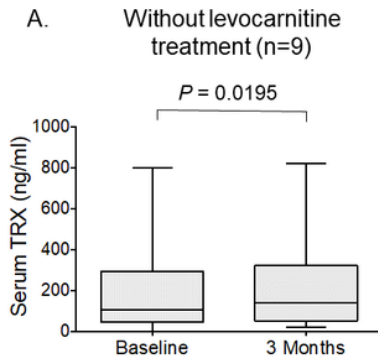 A. Without levocarnitine
treatment (n=9)
P = 0.0195
Serum TRX (ng/ml)
1000
800
600
400
200
0
Baseline 3 Months